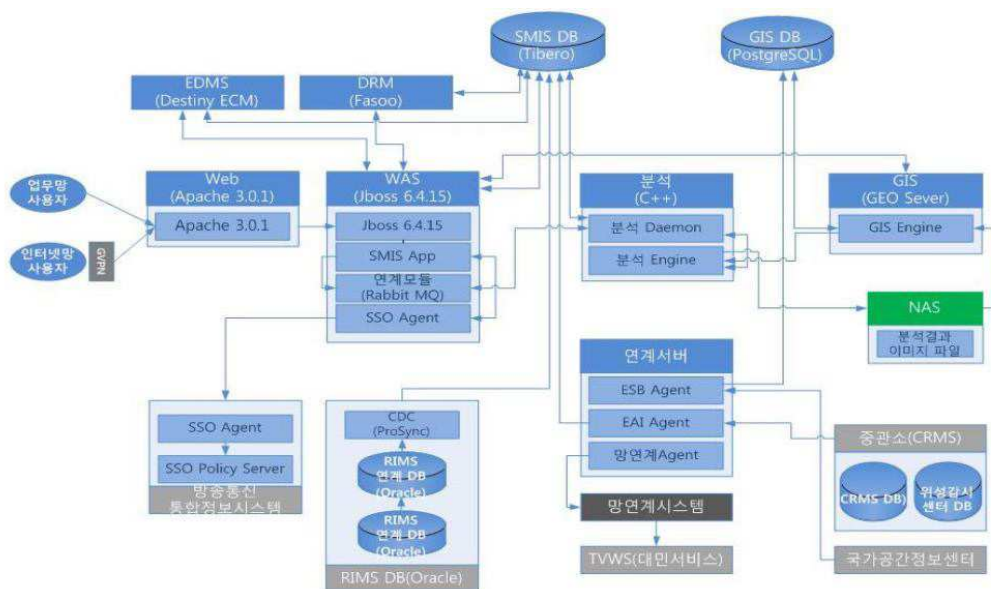 SMIS DB
(Tibero)
GIS DB
(PostgreSQL)
EDMS
(Destiny ECM)
DRM
(Fasoo)
업무망
사용자
인터넷망
사용자
GVPN
Web
(Apache 3.0.1)
Apache 3.0.1
WAS
(Jboss 6.4.15)
Jboss 6.4.15
SMIS App
연계모듈
(Rabbit MQ)
SSO Agent
분석
(C++)
분석 Daemon
분석 Engine
GIS
(GEO Sever)
GIS Engine
NAS
분석결과
이미지 파일
연계서버
ESB Agent
EAI Agent
망연계Agent
SSO Agent
SSO Policy Server
방송통신
통합정보시스템
CDC
(ProSync)
RIMS
연계 DB
(Oracle)
RIMS
연계 DB
(Oracle)
RIMS DB(Oracle)
망연계시스템
TVWS(대민서비스)
중관소(CRMS)
CRMS DB)
위성감시
센터 DB
국가공간정보센터